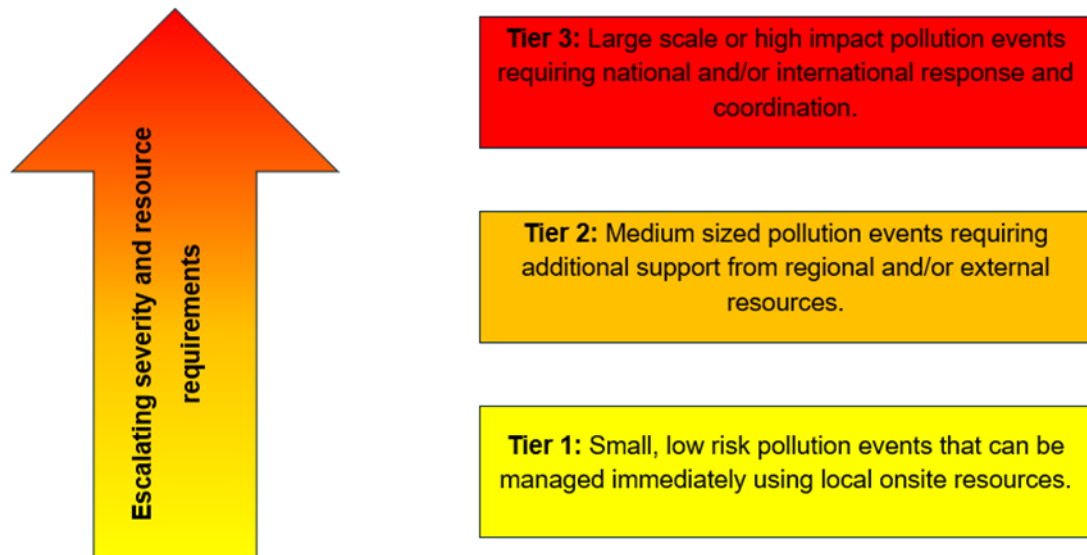 Escalating severity and resource
requirements
Tier 3: Large scale or high impact pollution events
requiring national and/or international response and
coordination.
Tier 2: Medium sized pollution events requiring
additional support from regional and/or external
resources.
Tier 1: Small, low risk pollution events that can be
managed immediately using local onsite resources.